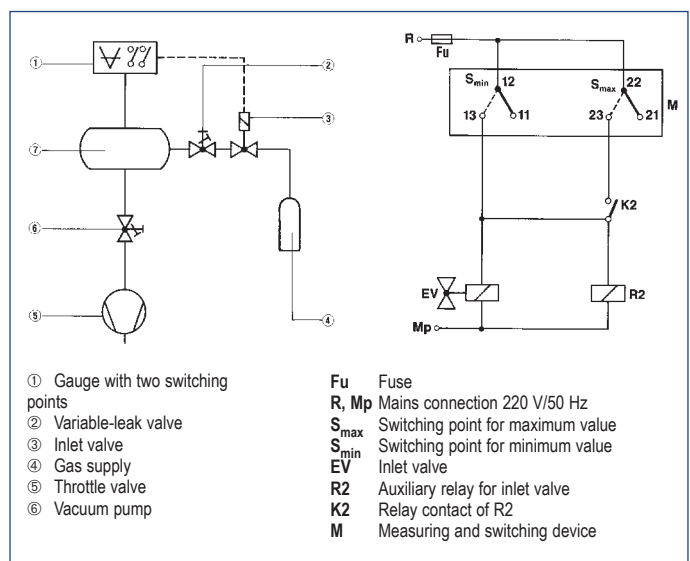 ①
②
③
⑦
⑥
⑤
④
R
Fu
S min 12
S max 22
M
13
11
23
21
K2
EV
R2
Mp
① Gauge with two switching
points
② Variable-leak valve
③ Inlet valve
④ Gas supply
⑤ Throttle valve
⑥ Vacuum pump
Fu Fuse
R, Mp Mains connection 220 V/50 Hz
S max Switching point for maximum value
S min Switching point for minimum value
EV Inlet valve
R2 Auxiliary relay for inlet valve
K2 Relay contact of R2
M Measuring and switching device